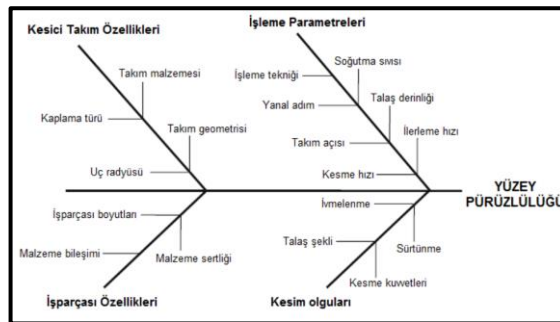 Kesici Takım Özellikleri
Takım malzemesi
Kaplama türü
Takım geometrisi
Uç radyüsü
İşleme Parametreleri
Soğutma sıvısı
İşleme tekniği
Talaş derinliği
Yanal adım
İlerleme hızı
Takım açısı
Kesme hızı
YÜZEY
PÜRÜZLÜLÜĞÜ
İşparçası boyutları
Malzeme bileşimi
Malzeme sertliği
İşparçası Özellikleri
İvmelenme
Sürtünme
Talaş şekli
Kesme kuvvetleri
Kesim olguları